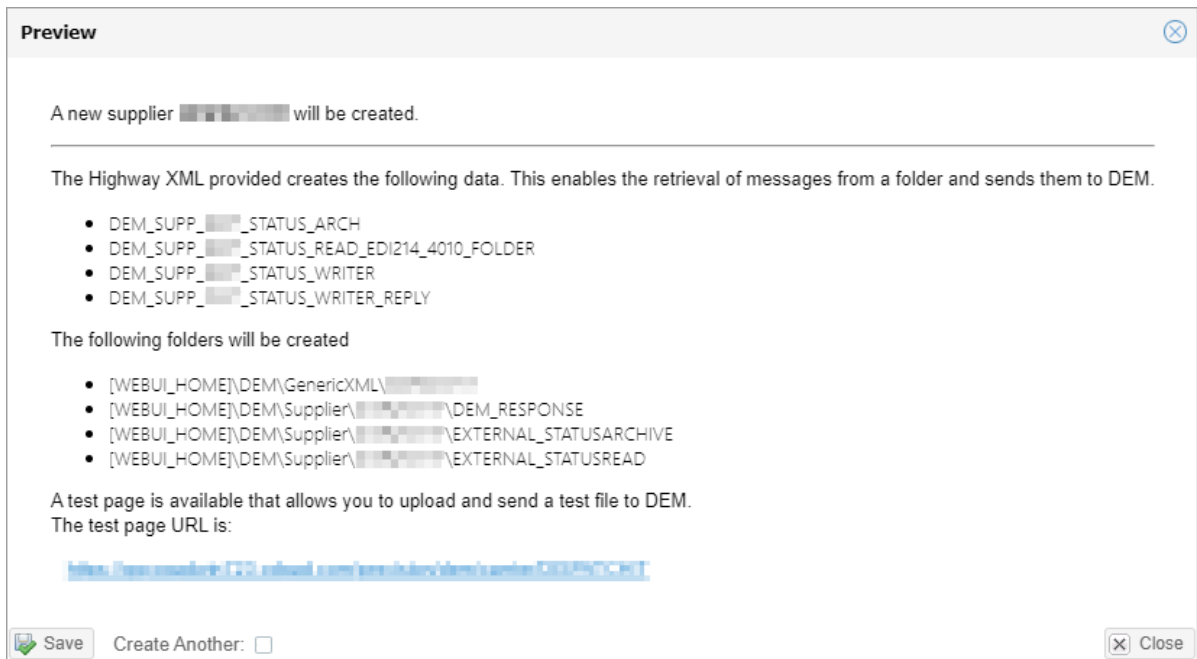 Preview
A new supplier will be created.
The Highway XML provided creates the following data. This enables the retrieval of messages from a folder and sends them to DEM.
• DEM_SUPP_ _STATUS_ARCH
• DEM_SUPP_ _STATUS_READ_EDI214_4010_FOLDER
• DEM_SUPP_ _STATUS_WRITER
• DEM_SUPP_ _STATUS_WRITER_REPLY
The following folders will be created
• [WEBUI_HOME]\DEM\GenericXML\
• [WEBUI_HOME]\DEM\Supplier\ \DEM_RESPONSE
• [WEBUI_HOME]\DEM\Supplier\ \EXTERNAL_STATUSARCHIVE
• [WEBUI_HOME]\DEM\Supplier\ \EXTERNAL_STATUSREAD
A test page is available that allows you to upload and send a test file to DEM.
The test page URL is:
Save Create Another: Close